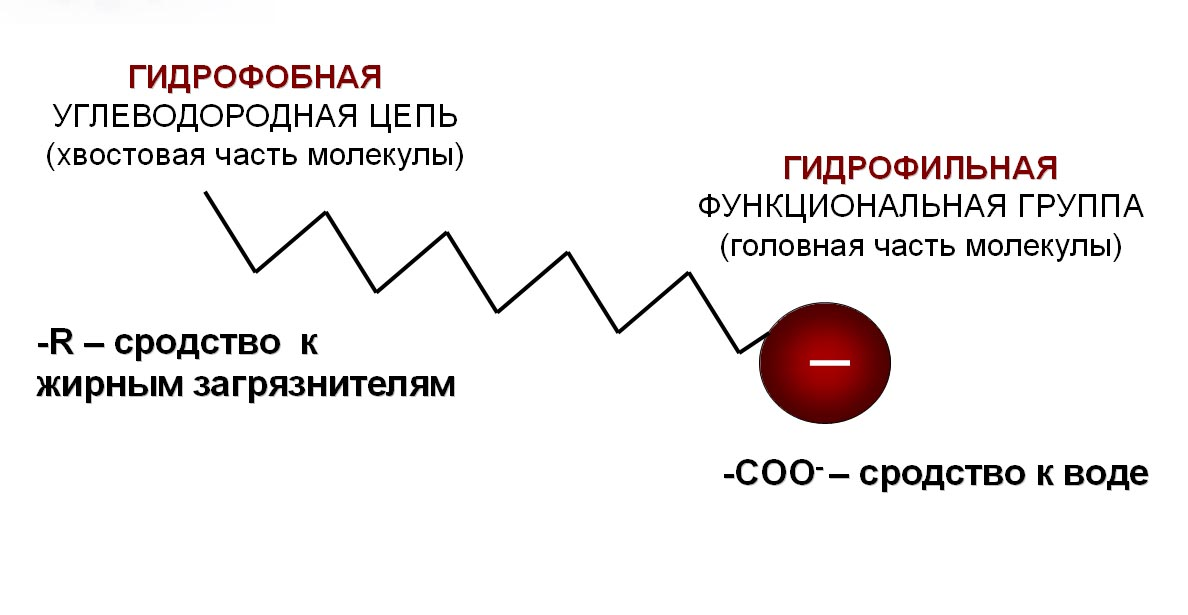 ГИДРОФОБНАЯ
УГЛЕВОДОРОДНАЯ ЦЕПЬ
(хвостовая часть молекулы)
ГИДРОФИЛЬНАЯ
ФУНКЦИОНАЛЬНАЯ ГРУППА
(головная часть молекулы)
-R – сродство к
жирным загрязнителям
–
-COO⁻ – сродство к воде